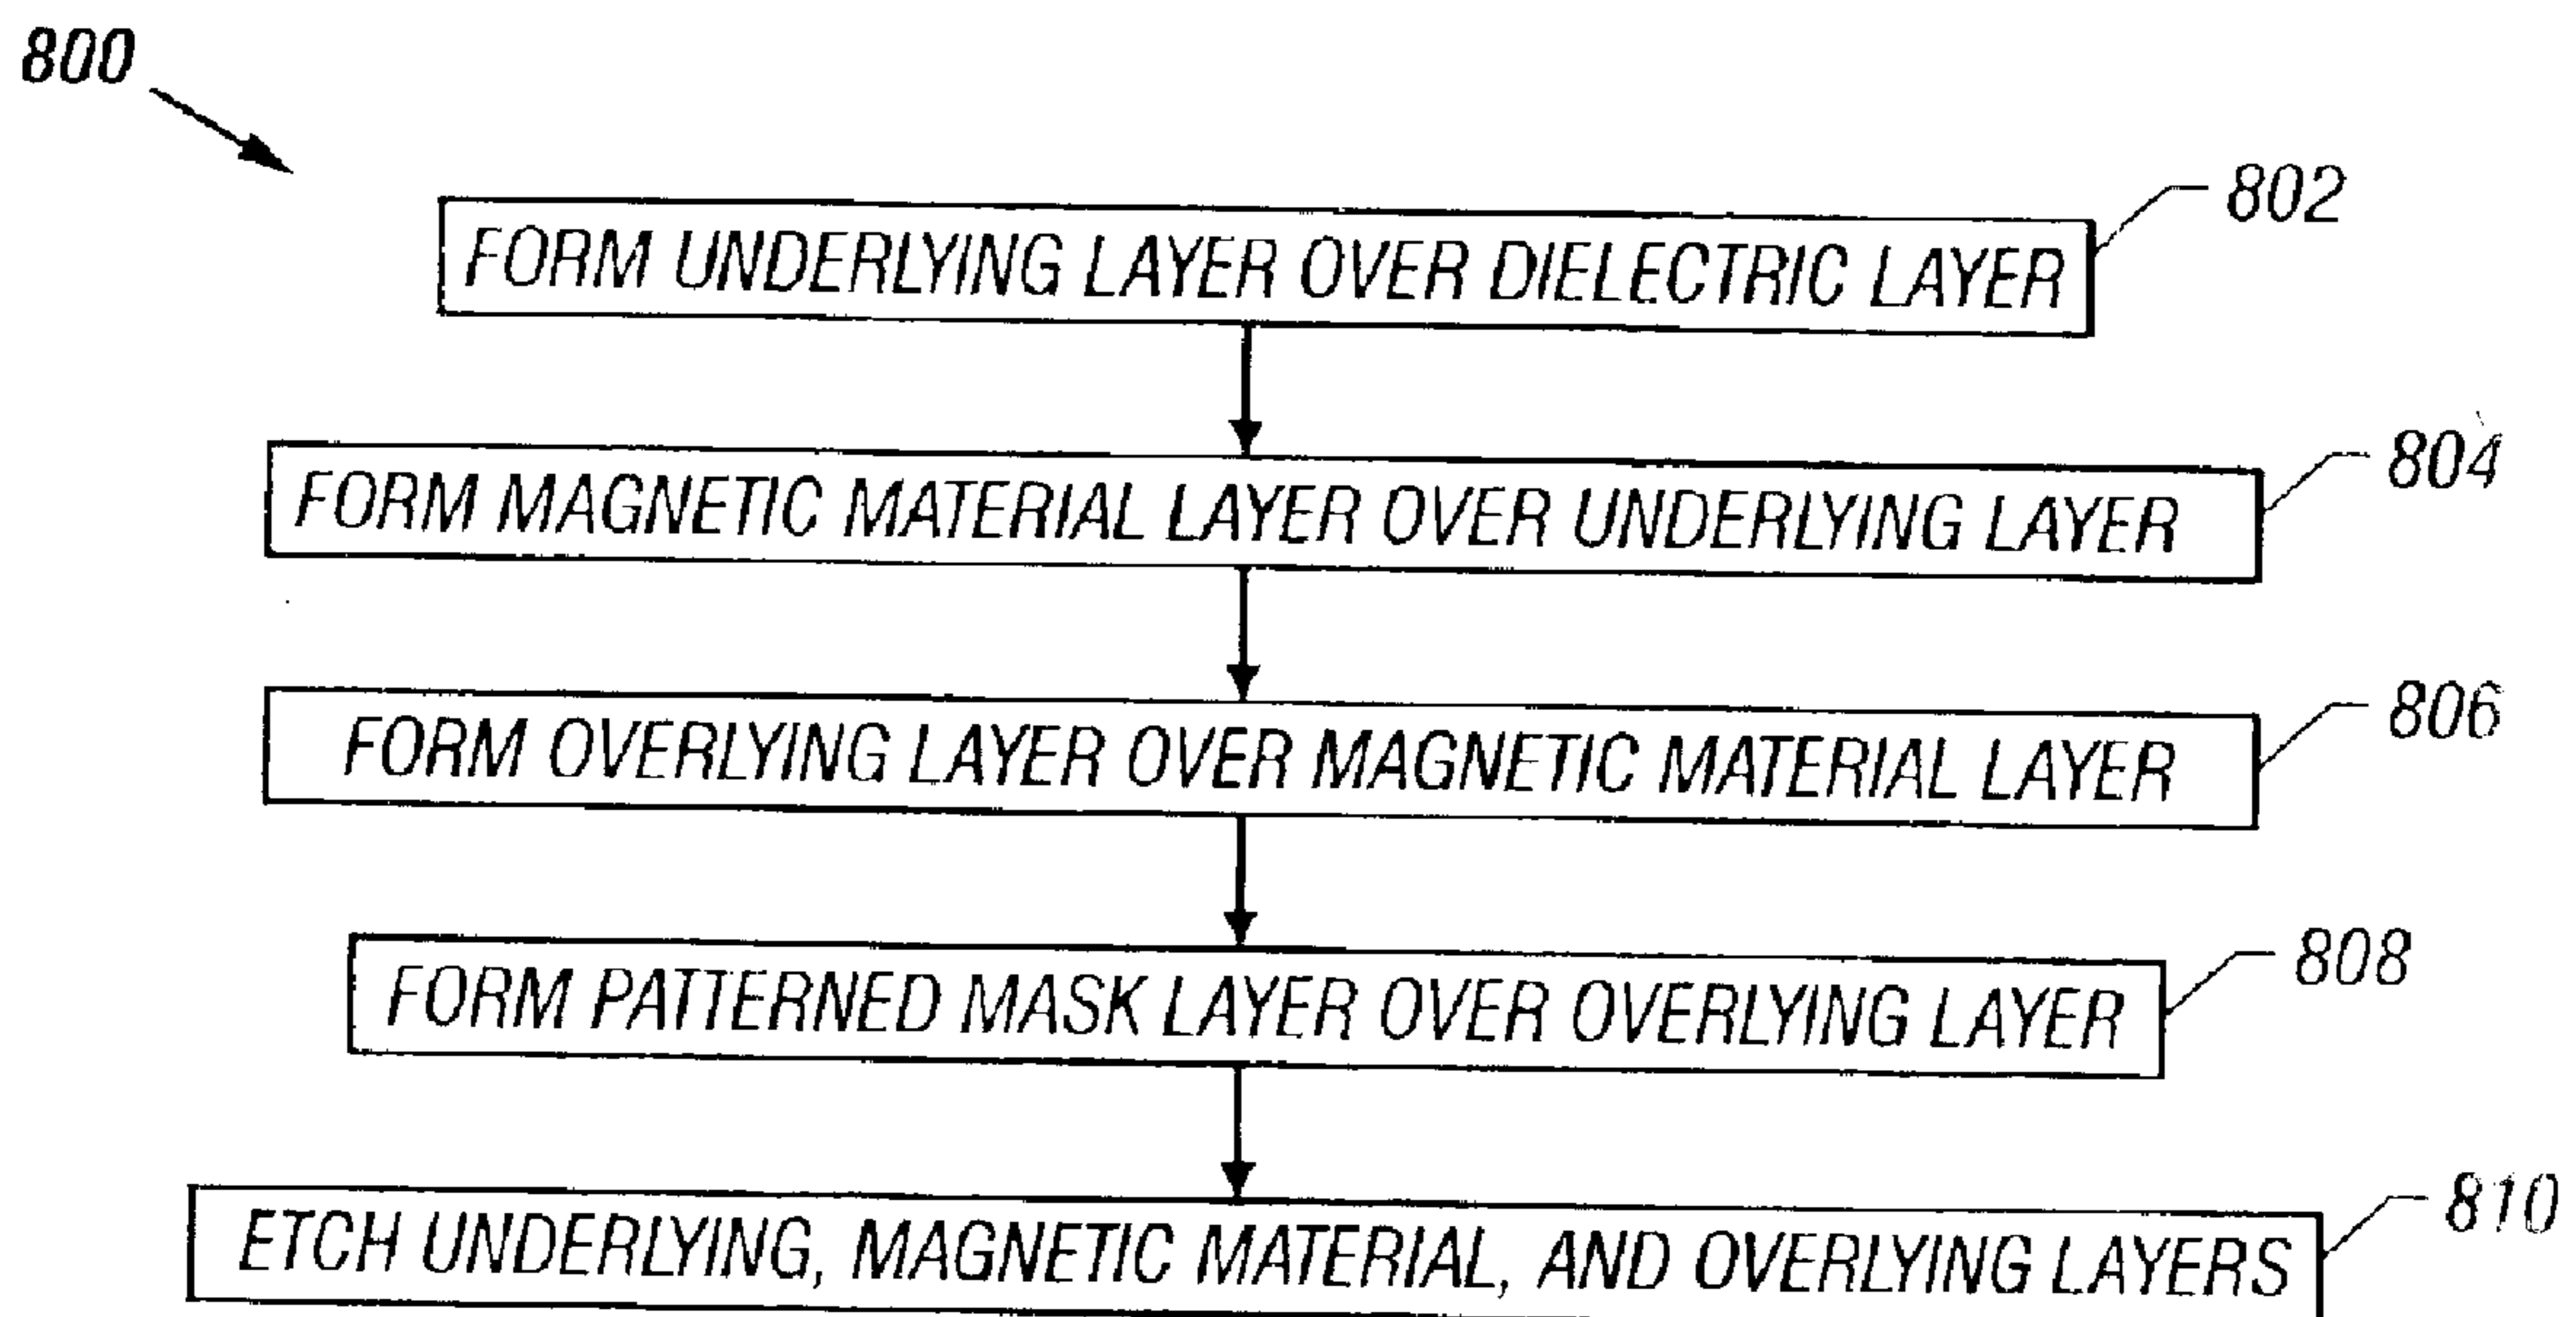 800
802
FORM UNDERLYING LAYER OVER DIELECTRIC LAYER
804
FORM MAGNETIC MATERIAL LAYER OVER UNDERLYING LAYER
806
FORM OVERLYING LAYER OVER MAGNETIC MATERIAL LAYER
808
FORM PATTERNED MASK LAYER OVER OVERLYING LAYER
810
ETCH UNDERLYING, MAGNETIC MATERIAL, AND OVERLYING LAYERS